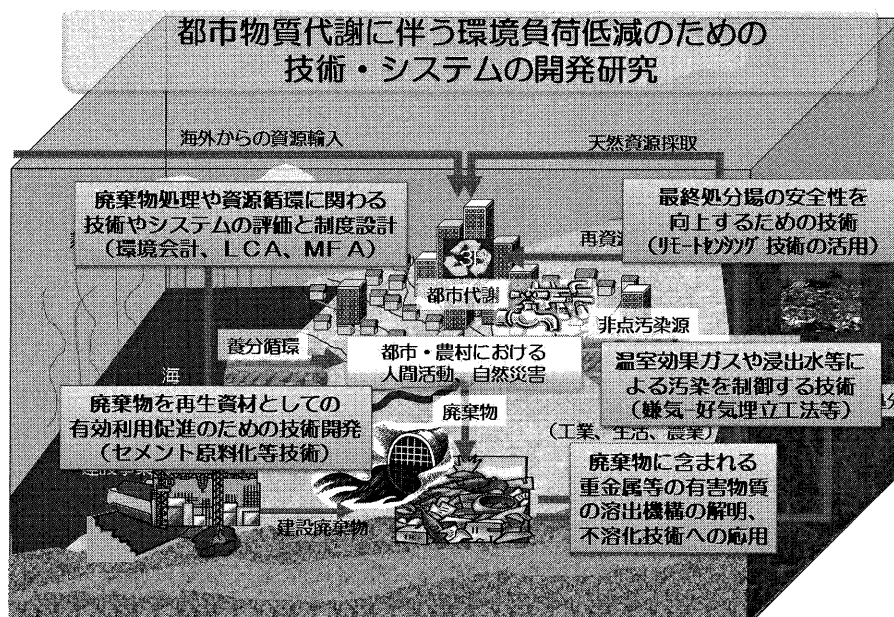 都市物質代謝に伴う環境負荷低減のための
技術・システムの開発研究
海外からの資源輸入
天然資源採取
廃棄物処理や資源循環に関わる
技術やシステムの評価と制度設計
(環境会計、LCA、MFA)
最終処分場の安全性を
向上するための技術
(ﾘﾓｰﾄｾﾝｼﾝｸﾞ技術の活用)
再資源
3R
都市代謝
非点汚染源
養分循環
都市・農村における
人間活動 自然災害
温室効果ガスや浸出水等に
よる汚染を制御する技術
(嫌気-好気埋立工法等)
海
廃棄物を再生資材としての
有効利用促進のための技術開発
(セメント原料化等技術)
廃棄物
(工業、生活、農業)
処分
廃棄物に含まれる
重金属等の有害物質
の溶出機構の解明、
不溶化技術への応用
建設廃棄物